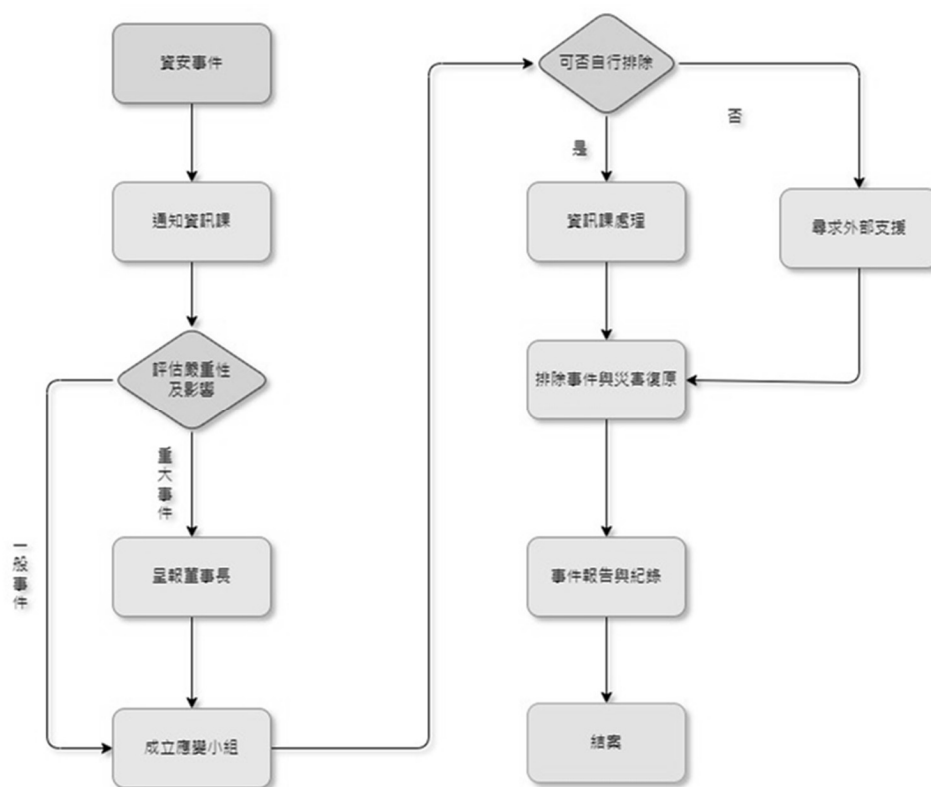 資安事件
通知資訊課
評估嚴重性
及影響
重大事件
一般事件
呈報董事長
成立應變小組
可否自行排除
是
否
資訊課處理
尋求外部支援
排除事件與災害復原
事件報告與紀錄
結案